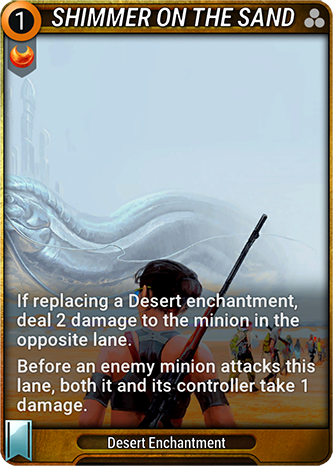 1
SHIMMER ON THE SAND
If replacing a Desert enchantment,
deal 2 damage to the minion in the
opposite lane.
Before an enemy minion attacks this
lane, both it and its controller take 1
damage.
Desert Enchantment